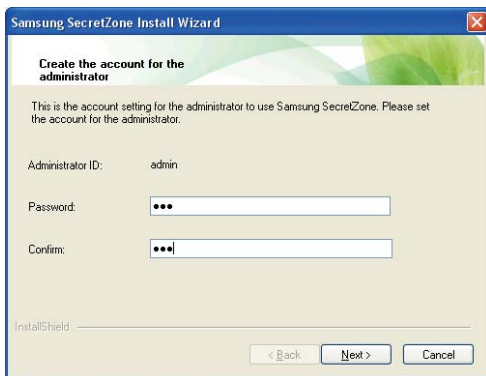 Samsung SecretZone Install Wizard
Create the account for the
administrator
This is the account setting for the administrator to use Samsung SecretZone. Please set
the account for the administrator.
Administrator ID: admin
Password: •••
Confirm: •••
InstallShield
< Back Next > Cancel